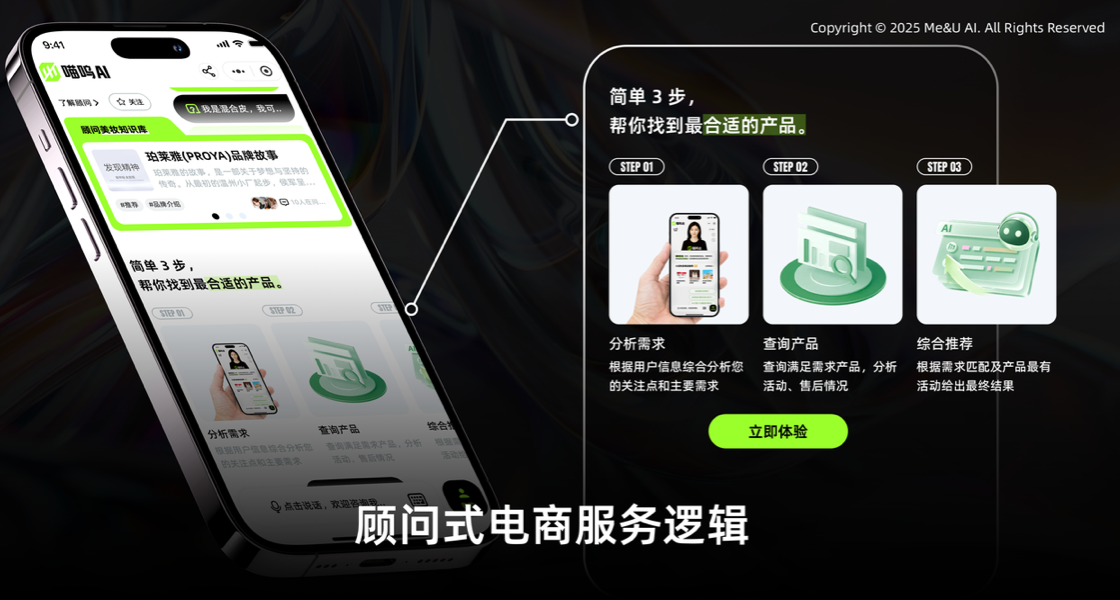 Copyright © 2025 Me&U AI. All Rights Reserved
9:41
喵呜AI
了解顾问 >
关注
我是混合皮，我可...
顾问美妆知识库
发现精神
珀莱雅(PROYA)品牌故事
珀莱雅的故事，是一部关于梦想与坚持的
传奇。从最初的温州小厂起步，侯军呈...
#推荐
#品牌介绍
简单 3 步，
帮你找到最合适的产品。
STEP 01
STEP 02
分析需求
根据用户信息综合分析您
的关注点和主要需求
查询产品
查询满足需求产品，分析
活动、售后情况
点击说话，欢迎咨询我
简单 3 步，
帮你找到最合适的产品。
STEP 01
STEP 02
STEP 03
AI
分析需求
根据用户信息综合分析您
的关注点和主要需求
查询产品
查询满足需求产品，分析
活动、售后情况
综合推荐
根据需求匹配及产品最有
活动给出最终结果
立即体验
顾问式电商服务逻辑